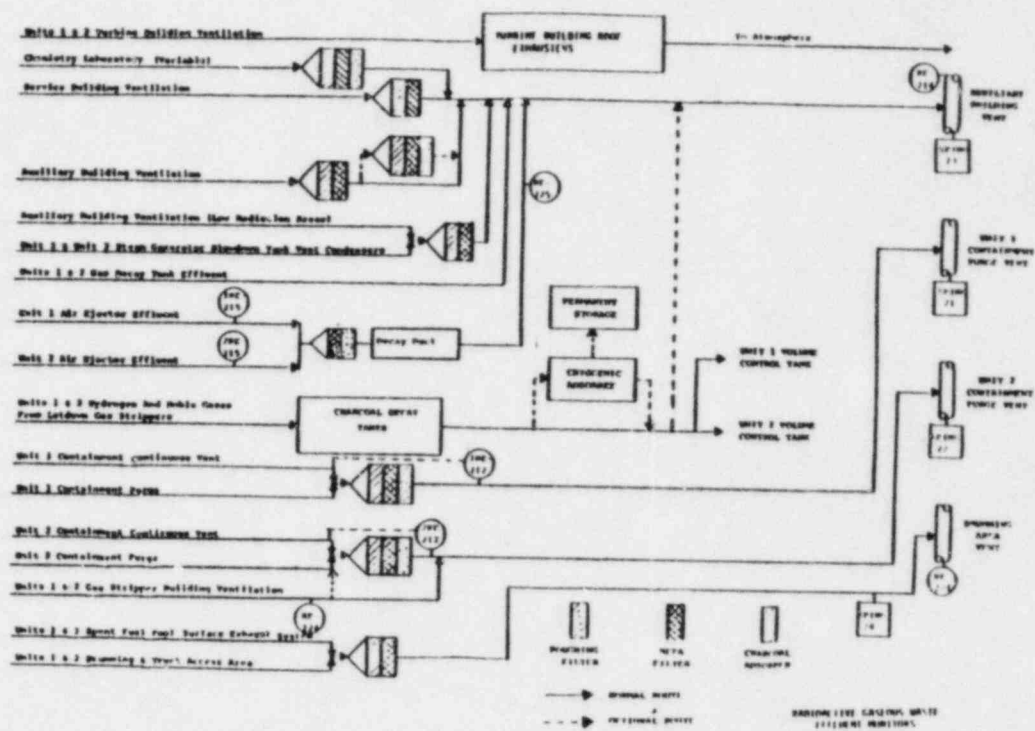 Units 1 & 2 Turbine Building Ventilation
TURBINE BUILDING ROOF
EXHAUSTERS
To Atmosphere
Chemistry Laboratory (Variable)
Service Building Ventilation
AUXILIARY
BUILDING
VENT
Auxiliary Building Ventilation
Auxiliary Building Ventilation (Low Radiation Areas)
Unit 1 & Unit 2 Steam Generator Blowdown Tank Vent Condensers
Units 1 & 2 Gas Decay Tank Effluent
UNIT 1
CONTAINMENT
PURGE VENT
Unit 1 Air Ejector Effluent
Unit 2 Air Ejector Effluent
Decay Duct
PERMANENT
STORAGE
CRYOGENIC
ADSORBER
UNIT 1 VOLUME
CONTROL TANK
UNIT 2 VOLUME
CONTROL TANK
UNIT 2
CONTAINMENT
PURGE VENT
Units 1 & 2 Hydrogen And Noble Gases
From Letdown Gas Strippers
CHARCOAL DECAY
TANKS
Unit 1 Containment Continuous Vent
Unit 1 Containment Purge
Unit 2 Containment Continuous Vent
Unit 2 Containment Purge
Units 1 & 2 Gas Stripper Building Ventilation
DRUMMING
AREA
VENT
Units 1 & 2 Spent Fuel Pool Surface Exhaust
Units 1 & 2 Drumming & Truck Access Area
ROUGHING
FILTER
HEPA
FILTER
CHARCOAL
ADSORBER
NORMAL ROUTE
OPTIONAL ROUTE
RADIOACTIVE GASEOUS WASTE
EFFLUENT MONITORS